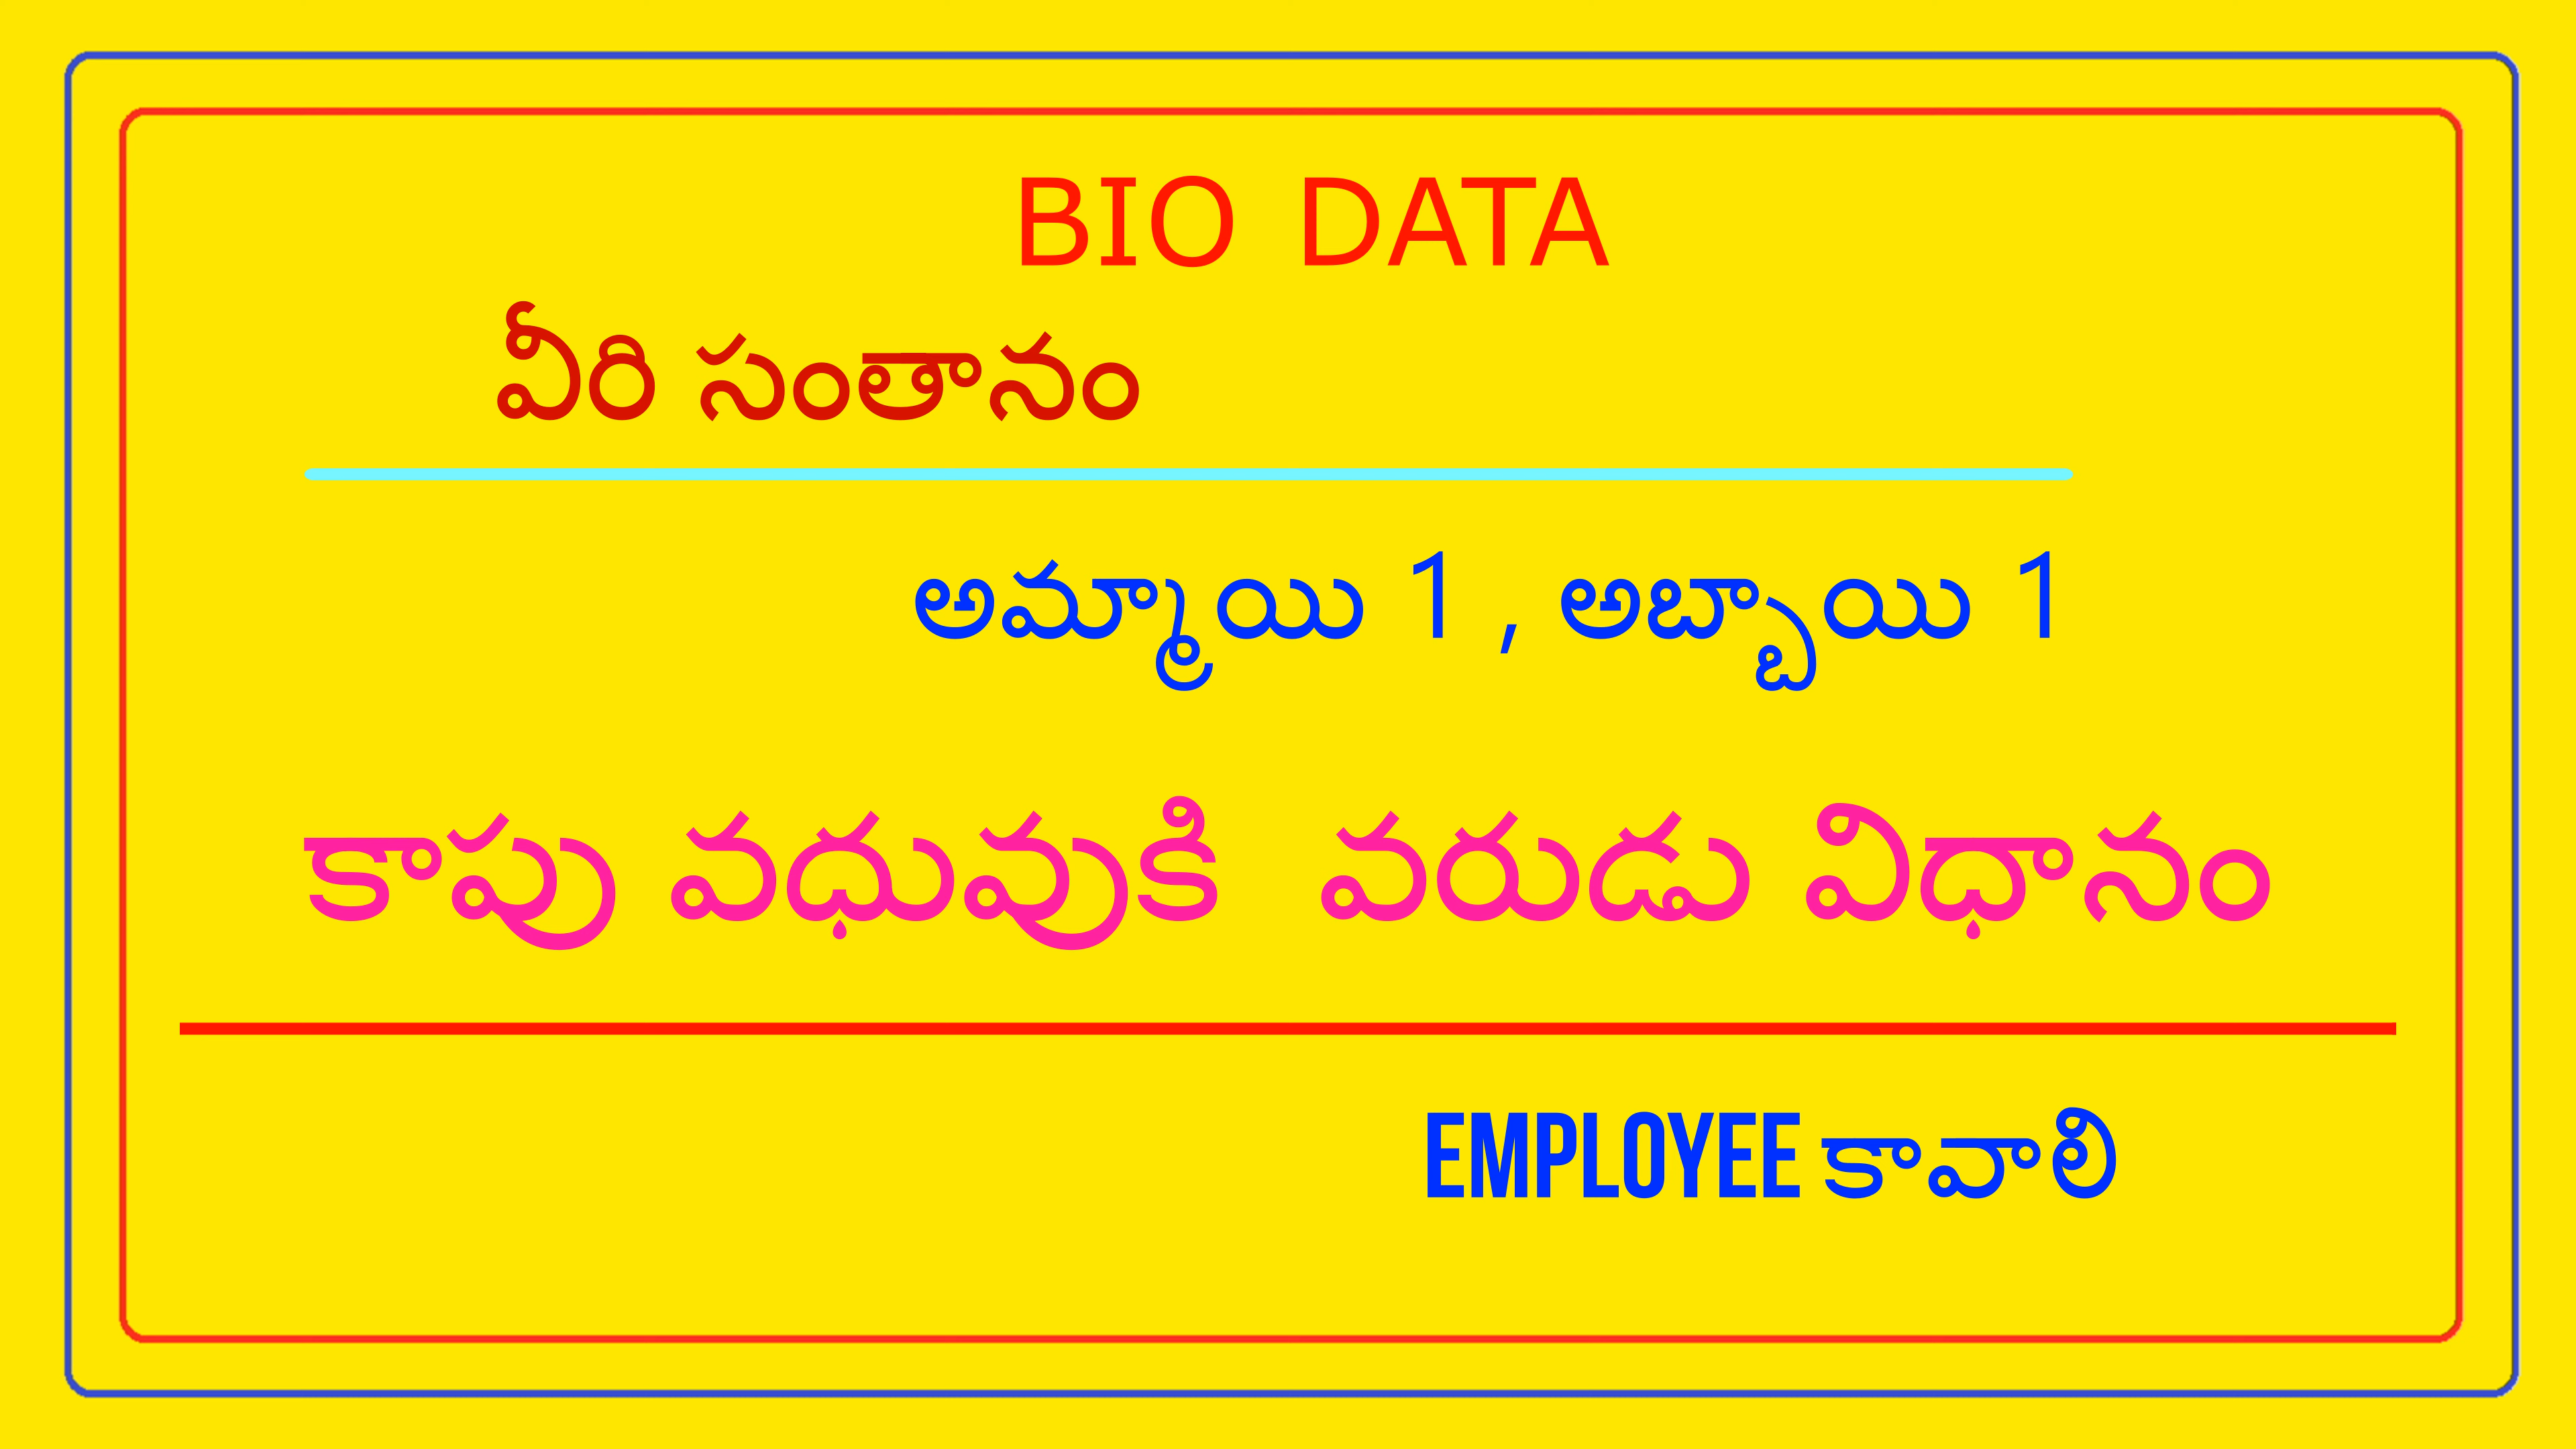 BIO DATA
వీరి సంతానం
అమ్మాయి 1 , అబ్బాయి 1
కాపు వధువుకి వరుడు విధానం
EMPLOYEE కావాలి